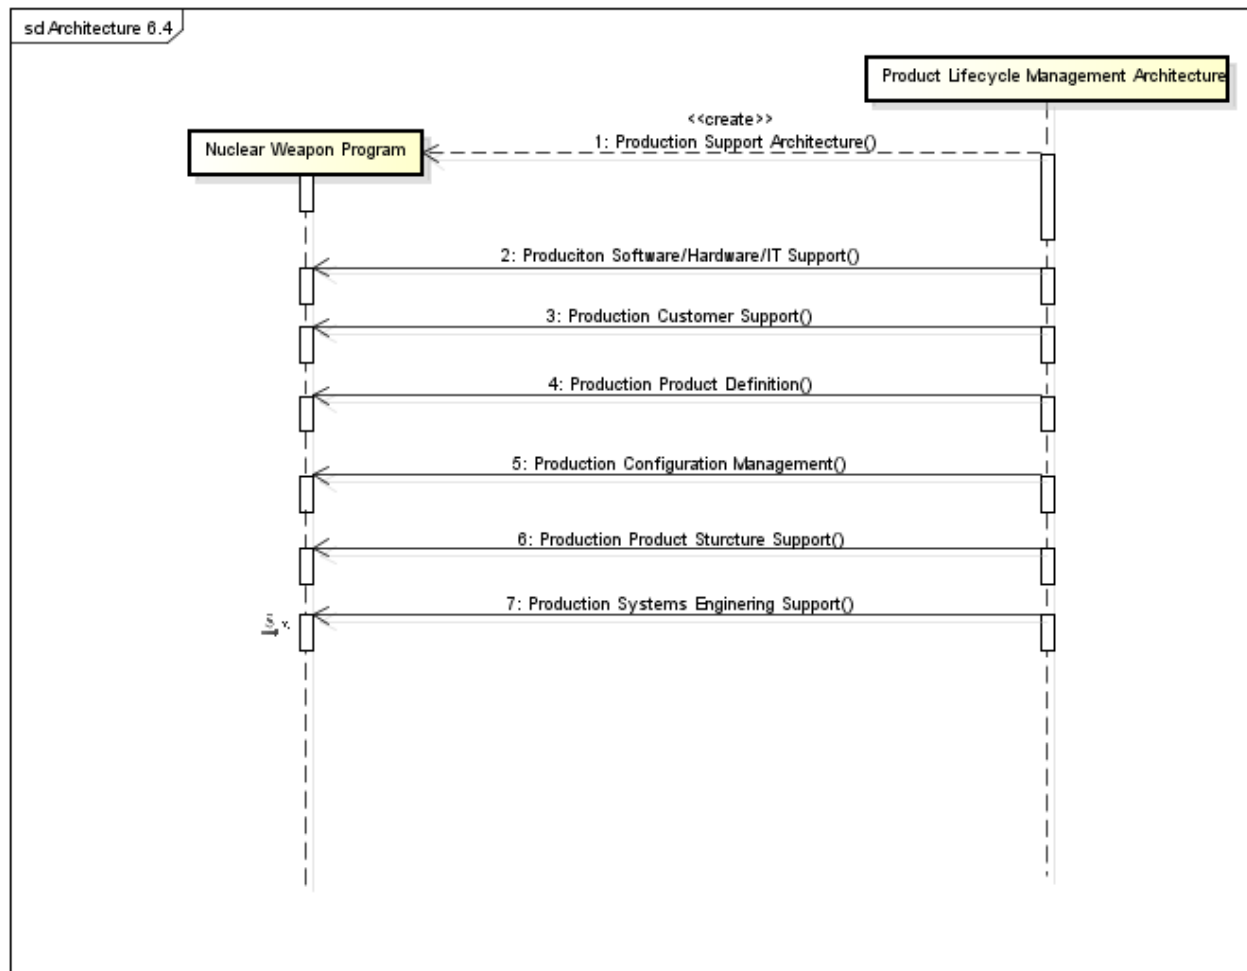 sd Architecture 6.4
Product Lifecycle Management Architecture
<<create>>
1: Production Support Architecture()
Nuclear Weapon Program
2: Produciton Software/Hardware/IT Support()
3: Production Customer Support()
4: Production Product Definition()
5: Production Configuration Management()
6: Production Product Sturcture Support()
7: Production Systems Enginering Support()